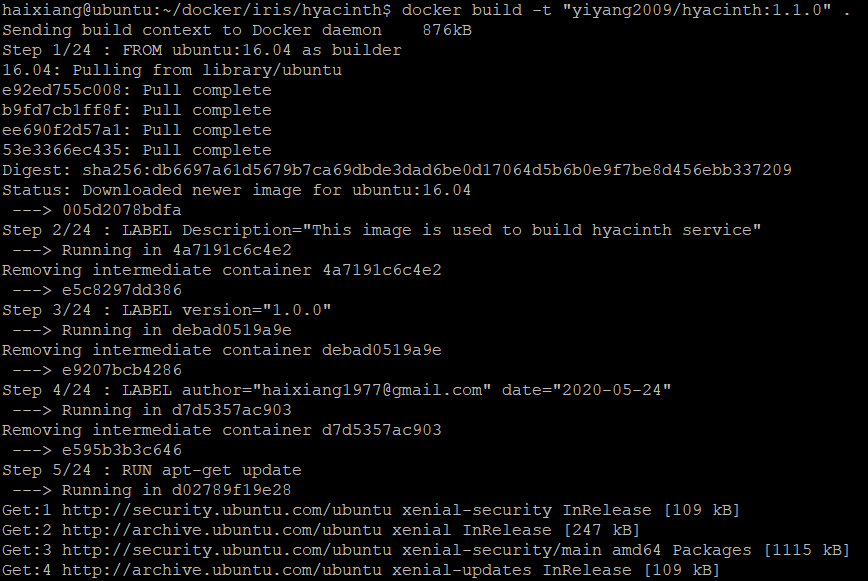 haixiang@ubuntu:~/docker/iris/hyacinth$ docker build -t "yiyang2009/hyacinth:1.1.0" .
Sending build context to Docker daemon    876kB
Step 1/24 : FROM ubuntu:16.04 as builder
16.04: Pulling from library/ubuntu
e92ed755c008: Pull complete
b9fd7cb1ff8f: Pull complete
ee690f2d57a1: Pull complete
53e3366ec435: Pull complete
Digest: sha256:db6697a61d5679b7ca69dbde3dad6be0d17064d5b6b0e9f7be8d456ebb337209
Status: Downloaded newer image for ubuntu:16.04
 ---> 005d2078bdfa
Step 2/24 : LABEL Description="This image is used to build hyacinth service"
 ---> Running in 4a7191c6c4e2
Removing intermediate container 4a7191c6c4e2
 ---> e5c8297dd386
Step 3/24 : LABEL version="1.0.0"
 ---> Running in debad0519a9e
Removing intermediate container debad0519a9e
 ---> e9207bcb4286
Step 4/24 : LABEL author="haixiang1977@gmail.com" date="2020-05-24"
 ---> Running in d7d5357ac903
Removing intermediate container d7d5357ac903
 ---> e595b3b3c646
Step 5/24 : RUN apt-get update
 ---> Running in d02789f19e28
Get:1 http://security.ubuntu.com/ubuntu xenial-security InRelease [109 kB]
Get:2 http://archive.ubuntu.com/ubuntu xenial InRelease [247 kB]
Get:3 http://security.ubuntu.com/ubuntu xenial-security/main amd64 Packages [1115 kB]
Get:4 http://archive.ubuntu.com/ubuntu xenial-updates InRelease [109 kB]